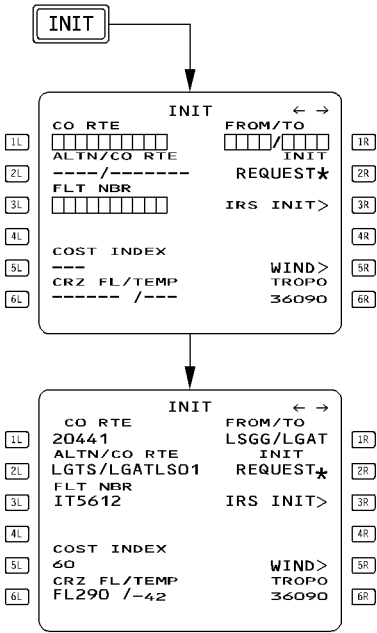 INIT
INIT ← →
CO RTE FROM/TO
1L /  1R
ALTN/CO RTE INIT
2L ----/------- REQUEST* 2R
FLT NBR
3L IRS INIT> 3R
4L 4R
COST INDEX
5L --- WIND> 5R
CRZ FL/TEMP TROPO
6L ------ /--- 36090 6R
INIT ← →
CO RTE FROM/TO
1L 20441 LSGG/LGAT 1R
ALTN/CO RTE INIT
2L LGTS/LGATLS01 REQUEST* 2R
FLT NBR
3L IT5612 IRS INIT> 3R
4L 4R
COST INDEX
5L 60 WIND> 5R
CRZ FL/TEMP TROPO
6L FL290 /-42 36090 6R